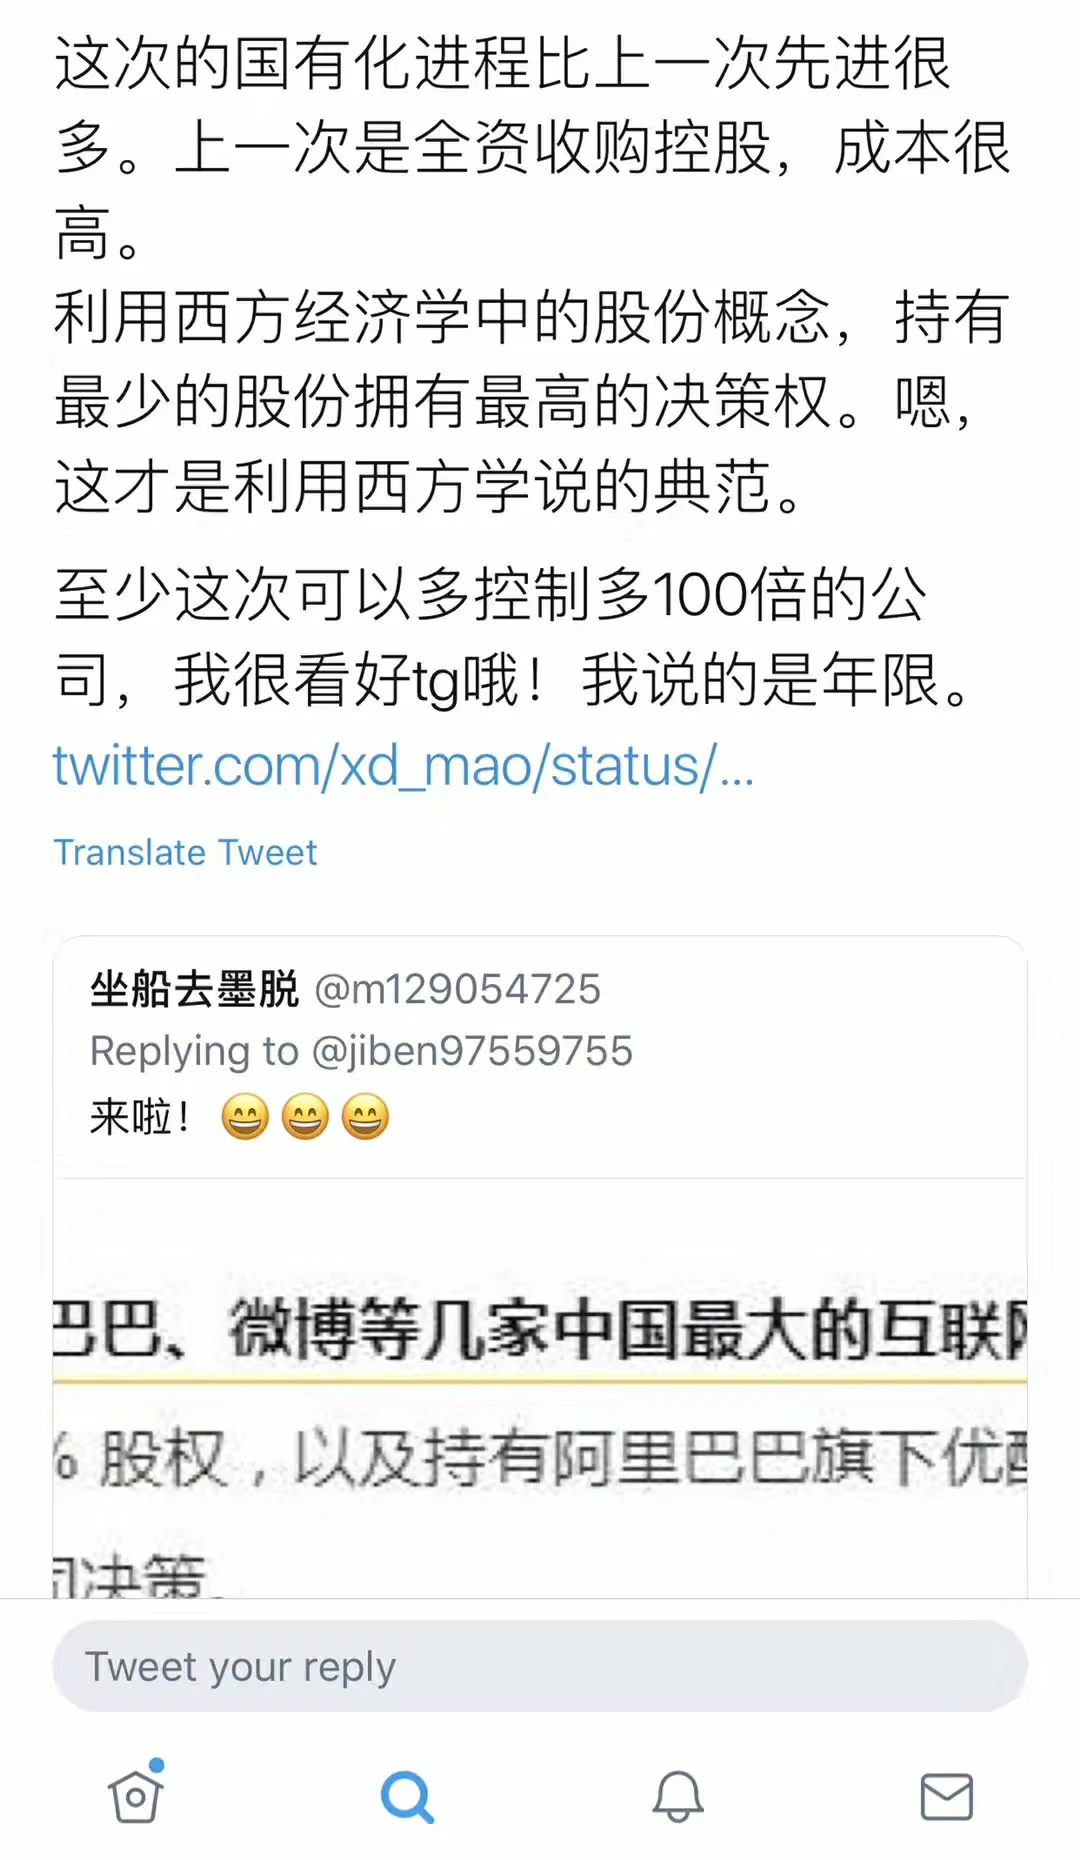 这次的国有化进程比上一次先进很
多。上一次是全资收购控股，成本很
高。
利用西方经济学中的股份概念，持有
最少的股份拥有最高的决策权。嗯，
这才是利用西方学说的典范。
至少这次可以多控制多100倍的公
司，我很看好tg哦！我说的是年限。
twitter.com/xd_mao/status/...
Translate Tweet
坐船去墨脱 @m129054725
Replying to @jiben97559755
来啦！😄😄😄
巴巴、微博等几家中国最大的互联
% 股权，以及持有阿里巴巴旗下优
决策。
Tweet your reply